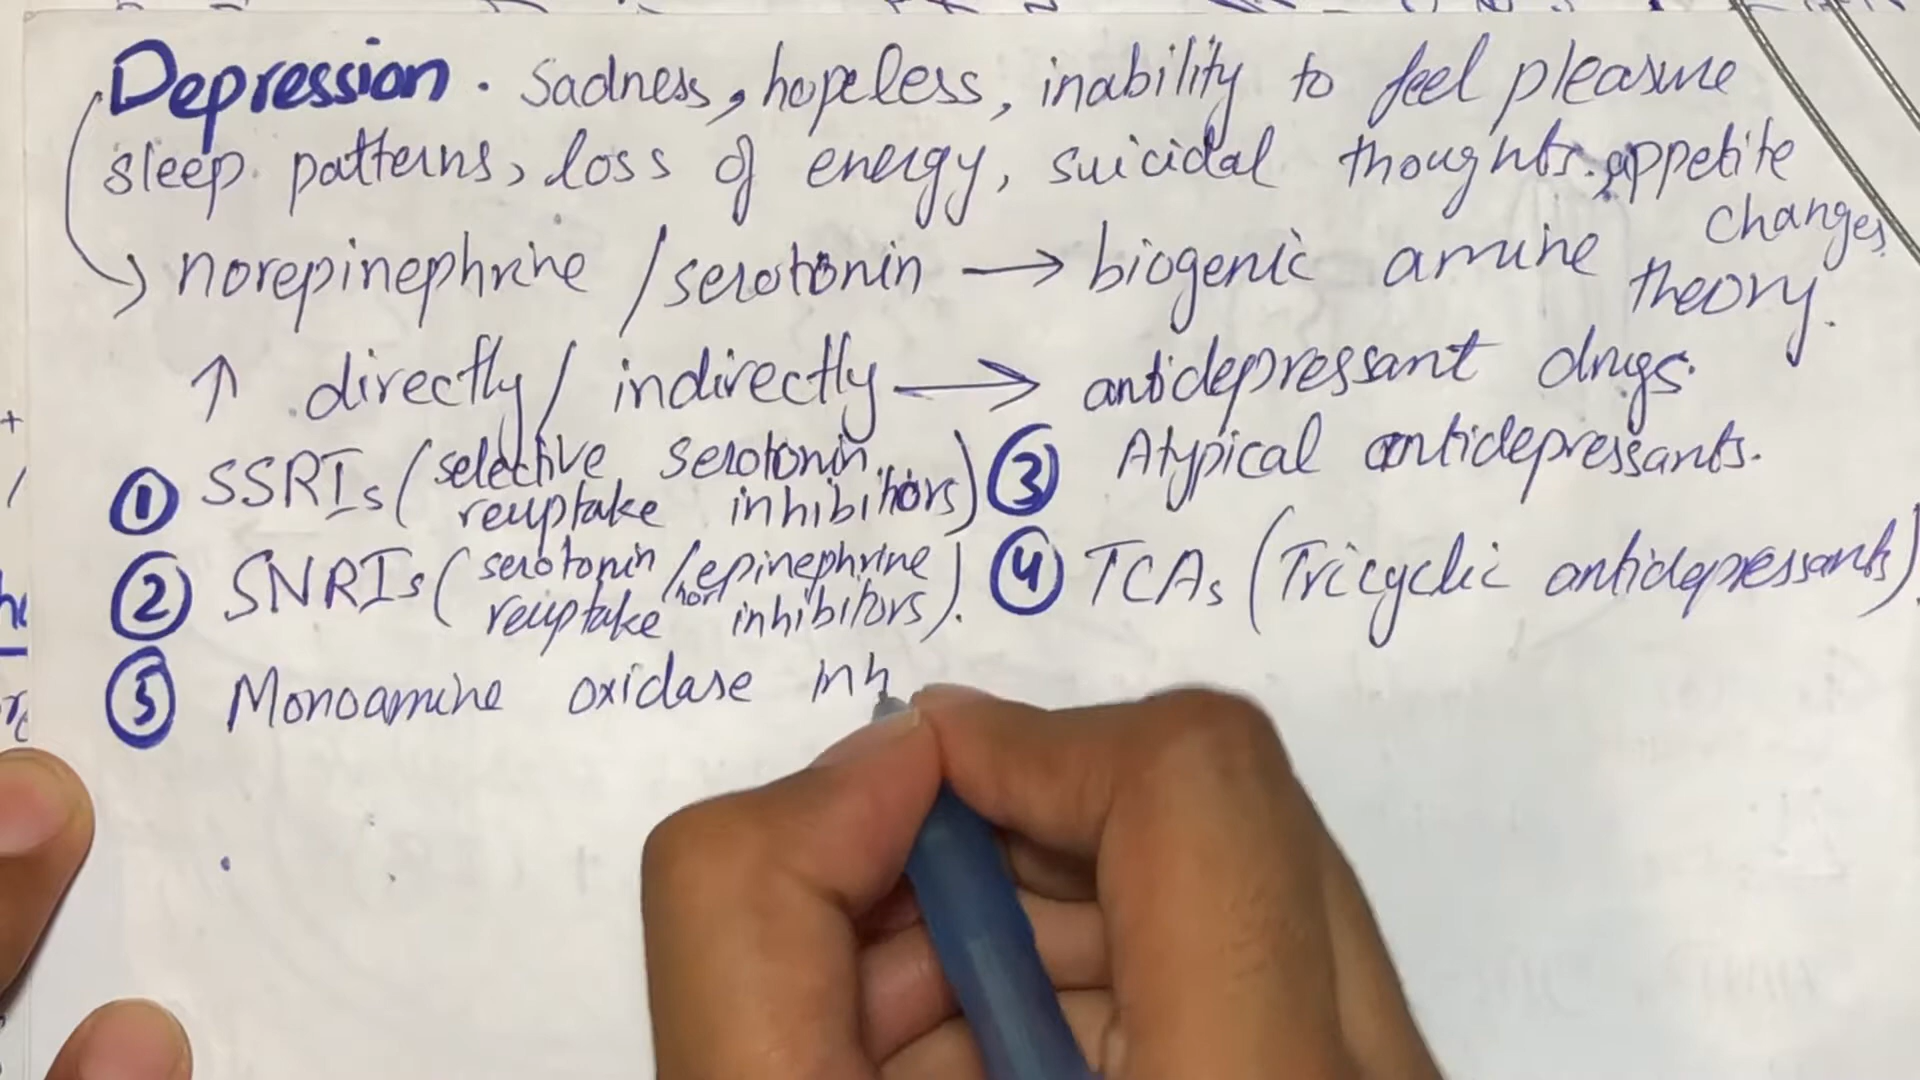 Depression. Sadness, hopeless, inability to feel pleasure
sleep patterns, loss of energy, suicidal thoughts. appetite
changes
norepinephrine / serotonin → biogenic amine theory.
↑ directly / indirectly → antidepressant drugs.
① SSRIs (selective serotonin
reuptake inhibitors)
③ Atypical antidepressants.
② SNRIs (serotonin / norepinephrine
reuptake inhibitors).
④ TCAs (Tricyclic antidepressants).
⑤ Monoamine oxidase inh